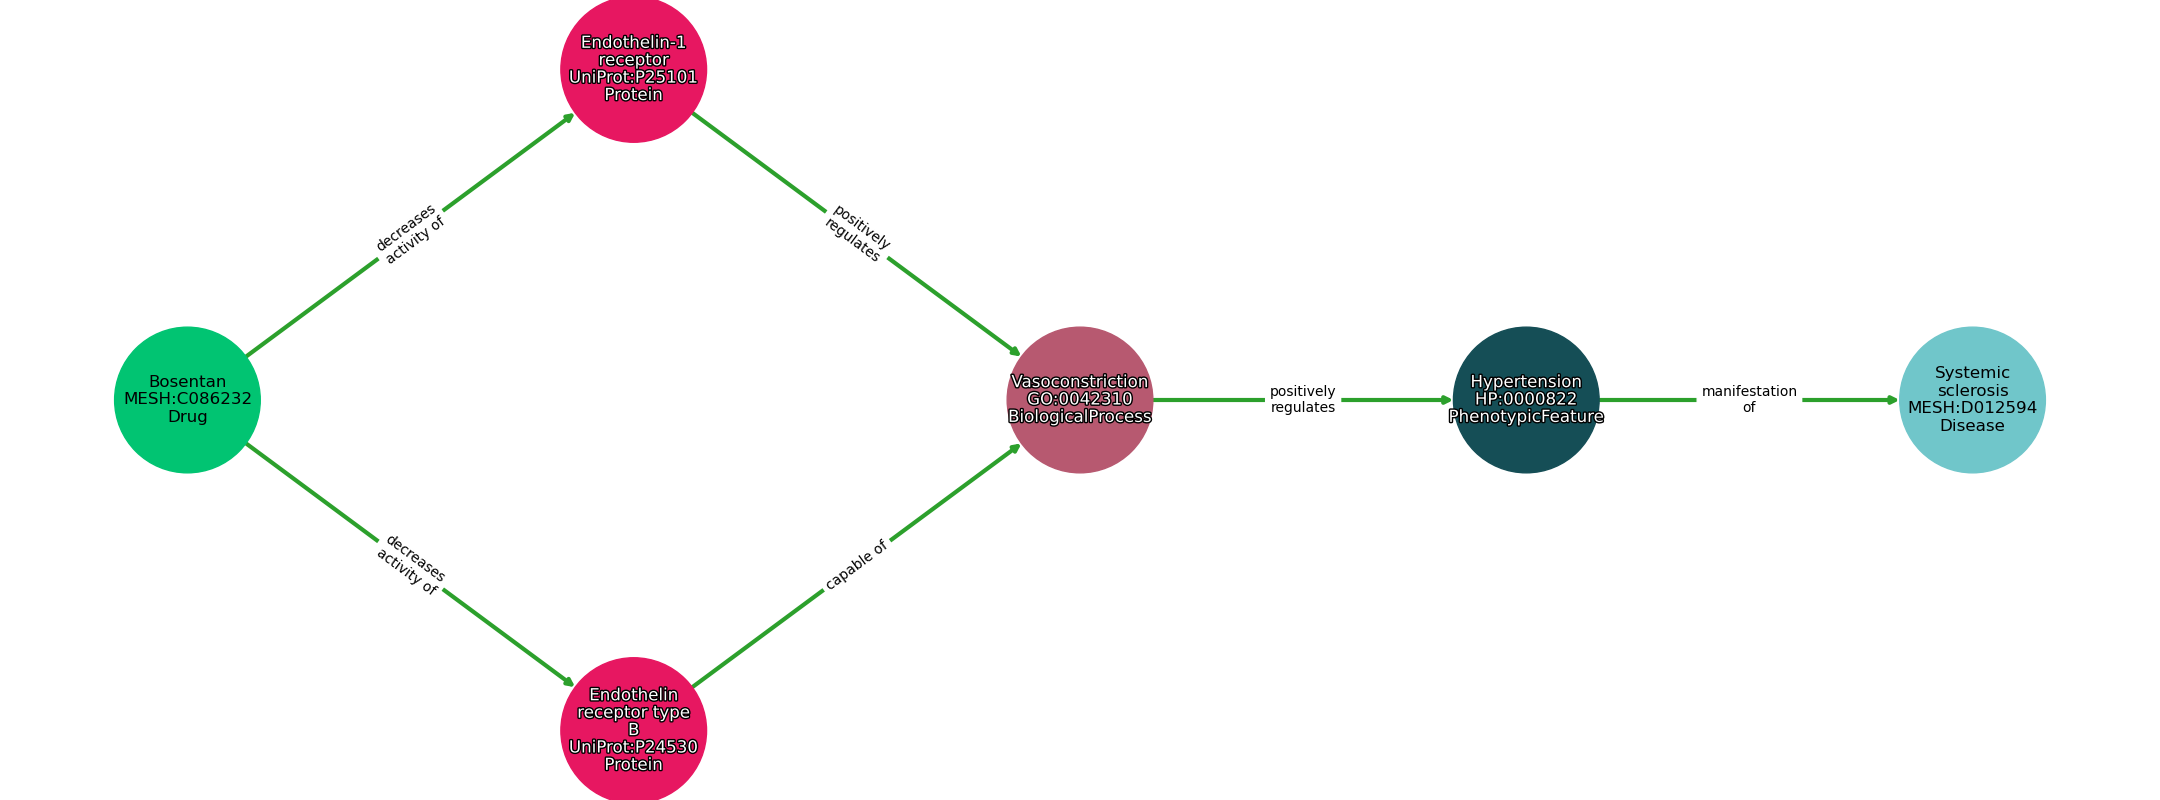 Endothelin-1
receptor
UniProt:P25101
Protein
decreases
activity of
positively
regulates
Bosentan
MESH:C086232
Drug
Vasoconstriction
GO:0042310
BiologicalProcess
positively
regulates
Hypertension
HP:0000822
PhenotypicFeature
manifestation
of
Systemic
sclerosis
MESH:D012594
Disease
decreases
activity of
capable of
Endothelin
receptor type
B
UniProt:P24530
Protein